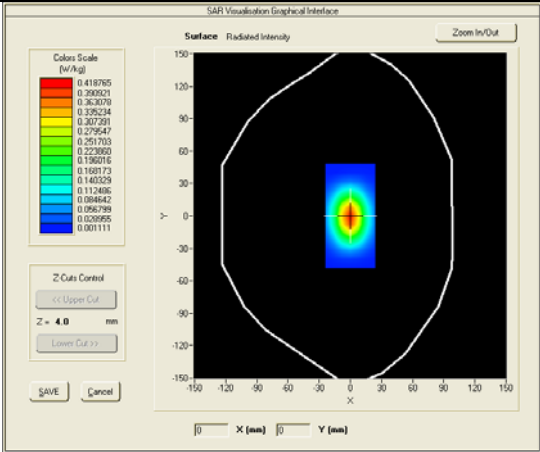 SAR Visualisation Graphical Interface
Surface Radiated Intensity
Zoom In/Out
Colors Scale
(W/kg)
0.418765
0.390921
0.363078
0.335234
0.307391
0.279547
0.251703
0.223860
0.196016
0.168173
0.140329
0.112486
0.084642
0.056799
0.028955
0.001111
150
120
90
60
30
0
-30
-60
-90
-120
-150
Y
-150 -120 -90 -60 -30 0 30 60 90 120 150
X
Z-Cuts Control
<< Upper Cut
Z = 4.0 mm
Lower Cut >>
SAVE Cancel
0 X (mm) 0 Y (mm)